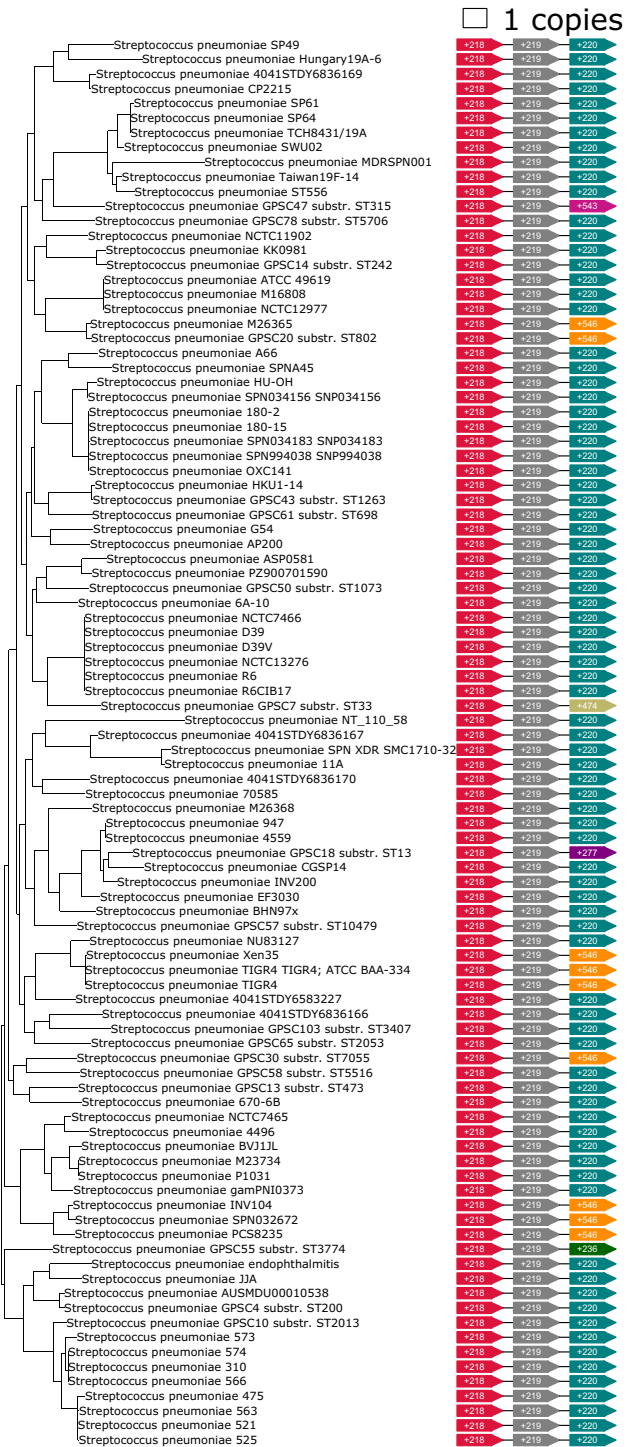 1 copies
Streptococcus pneumoniae SP49 +218 +219 +220
Streptococcus pneumoniae Hungary19A-6 +218 +219 +220
Streptococcus pneumoniae 4041STDY6836169 +218 +219 +220
Streptococcus pneumoniae CP2215 +218 +219 +220
Streptococcus pneumoniae SP61 +218 +219 +220
Streptococcus pneumoniae SP64 +218 +219 +220
Streptococcus pneumoniae TCH8431/19A +218 +219 +220
Streptococcus pneumoniae SWU02 +218 +219 +220
Streptococcus pneumoniae MDRSPN001 +218 +219 +220
Streptococcus pneumoniae Taiwan19F-14 +218 +219 +220
Streptococcus pneumoniae ST556 +218 +219 +220
Streptococcus pneumoniae GPSC47 substr. ST315 +218 +219 +543
Streptococcus pneumoniae GPSC78 substr. ST5706 +218 +219 +220
Streptococcus pneumoniae NCTC11902 +218 +219 +220
Streptococcus pneumoniae KK0981 +218 +219 +220
Streptococcus pneumoniae GPSC14 substr. ST242 +218 +219 +220
Streptococcus pneumoniae ATCC 49619 +218 +219 +220
Streptococcus pneumoniae M16808 +218 +219 +220
Streptococcus pneumoniae NCTC12977 +218 +219 +220
Streptococcus pneumoniae M26365 +218 +219 +546
Streptococcus pneumoniae GPSC20 substr. ST802 +218 +219 +546
Streptococcus pneumoniae A66 +218 +219 +220
Streptococcus pneumoniae SPNA45 +218 +219 +220
Streptococcus pneumoniae HU-OH +218 +219 +220
Streptococcus pneumoniae SPN034156 SNP034156 +218 +219 +220
Streptococcus pneumoniae 180-2 +218 +219 +220
Streptococcus pneumoniae 180-15 +218 +219 +220
Streptococcus pneumoniae SPN034183 SNP034183 +218 +219 +220
Streptococcus pneumoniae SPN994038 SNP994038 +218 +219 +220
Streptococcus pneumoniae OXC141 +218 +219 +220
Streptococcus pneumoniae HKU1-14 +218 +219 +220
Streptococcus pneumoniae GPSC43 substr. ST1263 +218 +219 +220
Streptococcus pneumoniae GPSC61 substr. ST698 +218 +219 +220
Streptococcus pneumoniae G54 +218 +219 +220
Streptococcus pneumoniae AP200 +218 +219 +220
Streptococcus pneumoniae ASP0581 +218 +219 +220
Streptococcus pneumoniae PZ900701590 +218 +219 +220
Streptococcus pneumoniae GPSC50 substr. ST1073 +218 +219 +220
Streptococcus pneumoniae 6A-10 +218 +219 +220
Streptococcus pneumoniae NCTC7466 +218 +219 +220
Streptococcus pneumoniae D39 +218 +219 +220
Streptococcus pneumoniae D39V +218 +219 +220
Streptococcus pneumoniae NCTC13276 +218 +219 +220
Streptococcus pneumoniae R6 +218 +219 +220
Streptococcus pneumoniae R6CIB17 +218 +219 +220
Streptococcus pneumoniae GPSC7 substr. ST33 +218 +219 +474
Streptococcus pneumoniae NT_110_58 +218 +219 +220
Streptococcus pneumoniae 4041STDY6836167 +218 +219 +220
Streptococcus pneumoniae SPN XDR SMC1710-32 +218 +219 +220
Streptococcus pneumoniae 11A +218 +219 +220
Streptococcus pneumoniae 4041STDY6836170 +218 +219 +220
Streptococcus pneumoniae 70585 +218 +219 +220
Streptococcus pneumoniae M26368 +218 +219 +220
Streptococcus pneumoniae 947 +218 +219 +220
Streptococcus pneumoniae 4559 +218 +219 +220
Streptococcus pneumoniae GPSC18 substr. ST13 +218 +219 +277
Streptococcus pneumoniae CGSP14 +218 +219 +220
Streptococcus pneumoniae INV200 +218 +219 +220
Streptococcus pneumoniae EF3030 +218 +219 +220
Streptococcus pneumoniae BHN97x +218 +219 +220
Streptococcus pneumoniae GPSC57 substr. ST10479 +218 +219 +220
Streptococcus pneumoniae NU83127 +218 +219 +220
Streptococcus pneumoniae Xen35 +218 +219 +546
Streptococcus pneumoniae TIGR4 TIGR4; ATCC BAA-334 +218 +219 +546
Streptococcus pneumoniae TIGR4 +218 +219 +546
Streptococcus pneumoniae 4041STDY6583227 +218 +219 +220
Streptococcus pneumoniae 4041STDY6836166 +218 +219 +220
Streptococcus pneumoniae GPSC103 substr. ST3407 +218 +219 +220
Streptococcus pneumoniae GPSC65 substr. ST2053 +218 +219 +220
Streptococcus pneumoniae GPSC30 substr. ST7055 +218 +219 +546
Streptococcus pneumoniae GPSC58 substr. ST5516 +218 +219 +220
Streptococcus pneumoniae GPSC13 substr. ST473 +218 +219 +220
Streptococcus pneumoniae 670-6B +218 +219 +220
Streptococcus pneumoniae NCTC7465 +218 +219 +220
Streptococcus pneumoniae 4496 +218 +219 +220
Streptococcus pneumoniae BVJ1JL +218 +219 +220
Streptococcus pneumoniae M23734 +218 +219 +220
Streptococcus pneumoniae P1031 +218 +219 +220
Streptococcus pneumoniae gamPNI0373 +218 +219 +220
Streptococcus pneumoniae INV104 +218 +219 +546
Streptococcus pneumoniae SPN032672 +218 +219 +546
Streptococcus pneumoniae PCS8235 +218 +219 +546
Streptococcus pneumoniae GPSC55 substr. ST3774 +218 +219 +236
Streptococcus pneumoniae endophthalmitis +218 +219 +220
Streptococcus pneumoniae JJA +218 +219 +220
Streptococcus pneumoniae AUSMDU00010538 +218 +219 +220
Streptococcus pneumoniae GPSC4 substr. ST200 +218 +219 +220
Streptococcus pneumoniae GPSC10 substr. ST2013 +218 +219 +220
Streptococcus pneumoniae 573 +218 +219 +220
Streptococcus pneumoniae 574 +218 +219 +220
Streptococcus pneumoniae 310 +218 +219 +220
Streptococcus pneumoniae 566 +218 +219 +220
Streptococcus pneumoniae 475 +218 +219 +220
Streptococcus pneumoniae 563 +218 +219 +220
Streptococcus pneumoniae 521 +218 +219 +220
Streptococcus pneumoniae 525 +218 +219 +220